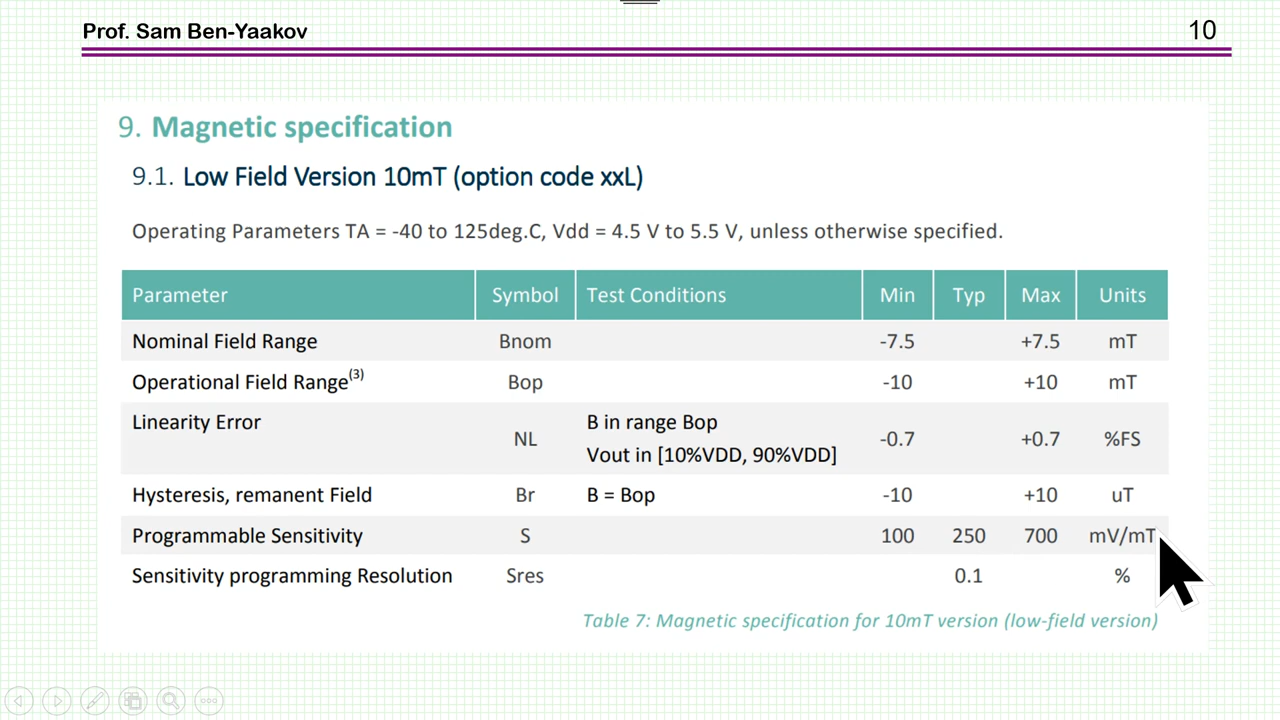 Prof. Sam Ben-Yaakov
10
9. Magnetic specification
9.1. Low Field Version 10mT (option code xxL)
Operating Parameters TA = -40 to 125deg.C, Vdd = 4.5 V to 5.5 V, unless otherwise specified.
Parameter Symbol Test Conditions Min Typ Max Units
Nominal Field Range Bnom -7.5 +7.5 mT
Operational Field Range(3) Bop -10 +10 mT
Linearity Error NL B in range Bop -0.7 +0.7 %FS
Vout in [10%VDD, 90%VDD]
Hysteresis, remanent Field Br B = Bop -10 +10 uT
Programmable Sensitivity S 100 250 700 mV/mT
Sensitivity programming Resolution Sres 0.1 %
Table 7: Magnetic specification for 10mT version (low-field version)